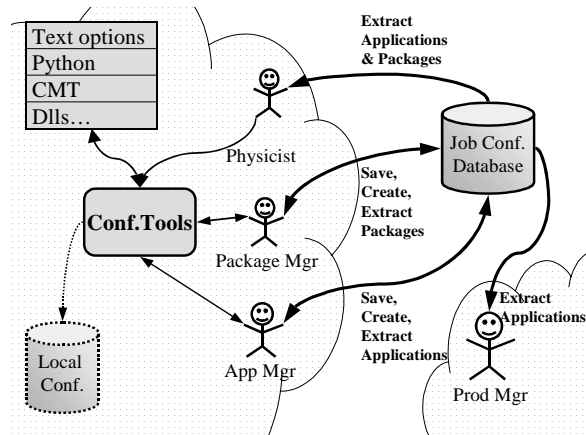 Text options
Python
CMT
Dlls…
Extract
Applications
& Packages
Physicist
Job Conf.
Database
Conf.Tools
Save,
Create,
Extract
Packages
Package Mgr
Save,
Create,
Extract
Applications
App Mgr
Local
Conf.
Extract
Applications
Prod Mgr